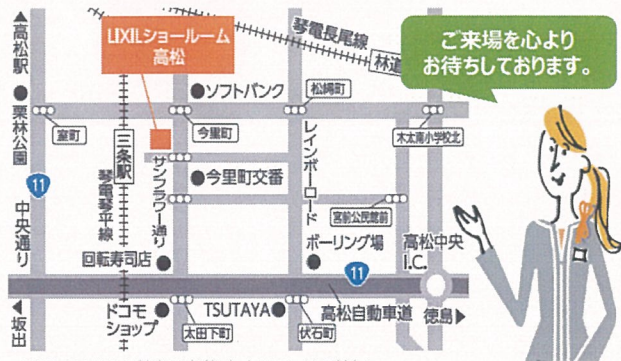 ▲高松駅
LIXILショールーム
高松
琴電長尾線
林道
ご来場を心より
お待ちしております。
●ソフトバンク
松縄町
栗林公園
室町
三条駅
今里町
木太南小学校北
サンフラワー通り
レインボーロード
●今里町交番
11
中央通り
琴電琴平線
宮前公民館前
回転寿司店
ボーリング場
高松中央
I.C.
11
◀坂出
ドコモ
ショップ
太田下町
TSUTAYA
伏石町
高松自動車道
徳島▶